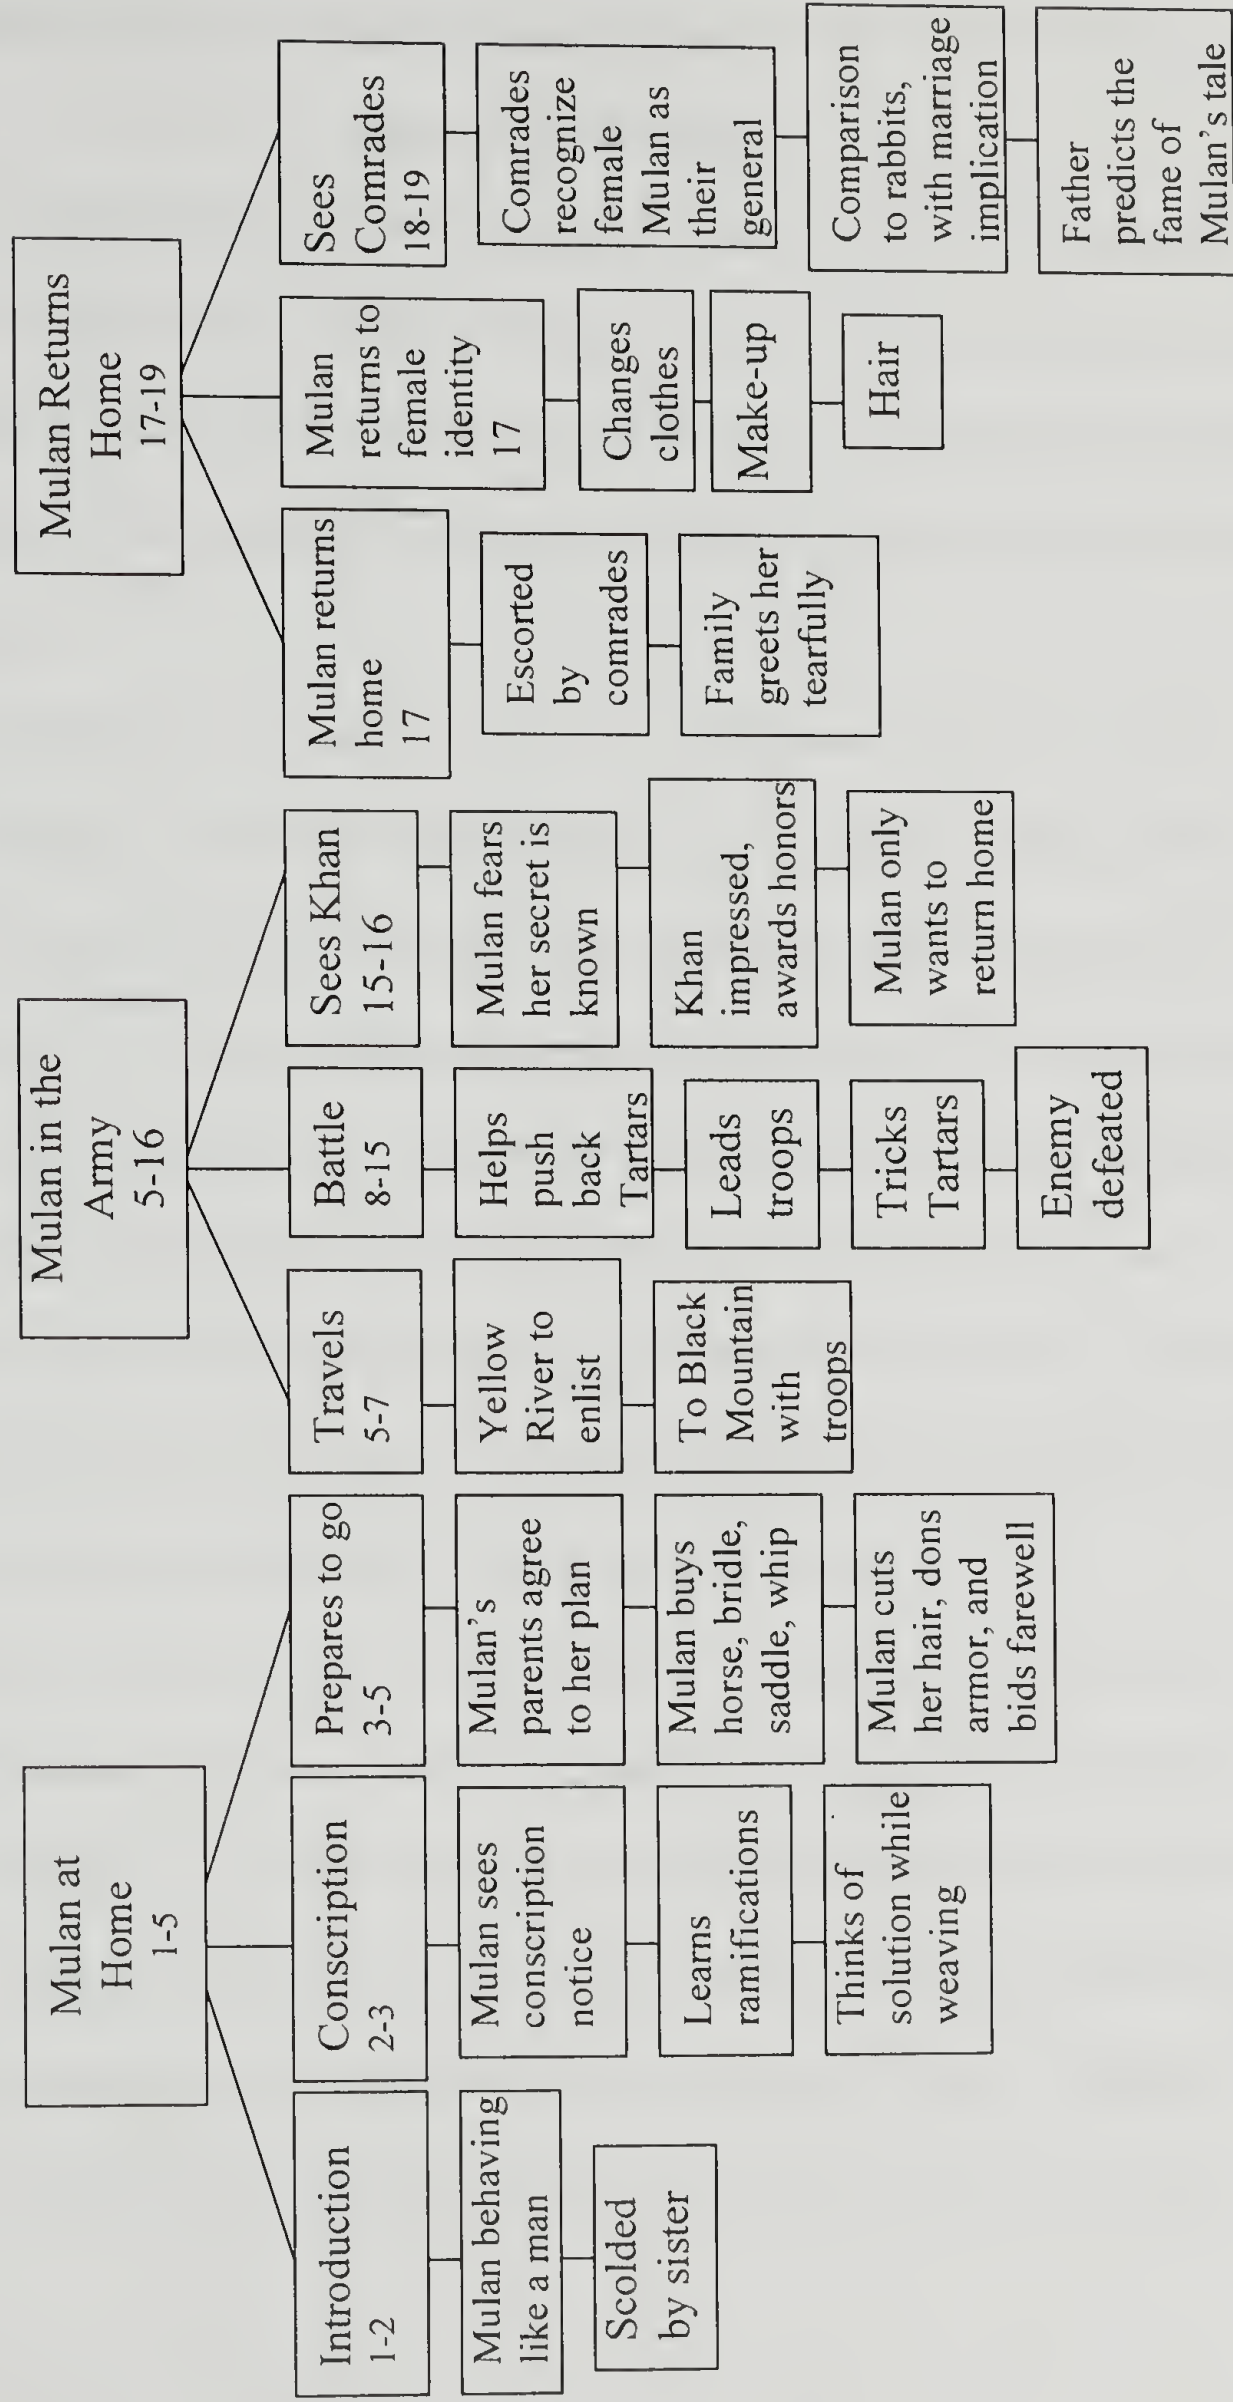 Mulan at
Home
1-5
Introduction
1-2
Mulan behaving
like a man
Scolded
by sister
Conscription
2-3
Mulan sees
conscription
notice
Learns
ramifications
Thinks of
solution while
weaving
Prepares to go
3-5
Mulan's
parents agree
to her plan
Mulan buys
horse, bridle,
saddle, whip
Mulan cuts
her hair, dons
armor, and
bids farewell
Mulan in the
Army
5-16
Travels
5-7
Yellow
River to
enlist
To Black
Mountain
with
troops
Battle
8-15
Helps
push
back
Tartars
Leads
troops
Tricks
Tartars
Enemy
defeated
Sees Khan
15-16
Mulan fears
her secret is
known
Khan
impressed,
awards honors
Mulan only
wants to
return home
Mulan Returns
Home
17-19
Mulan returns
home
17
Escorted
by
comrades
Family
greets her
tearfully
Mulan
returns to
female
identity
17
Changes
clothes
Make-up
Hair
Sees
Comrades
18-19
Comrades
recognize
female
Mulan as
their
general
Comparison
to rabbits,
with marriage
implication
Father
predicts the
fame of
Mulan's tale